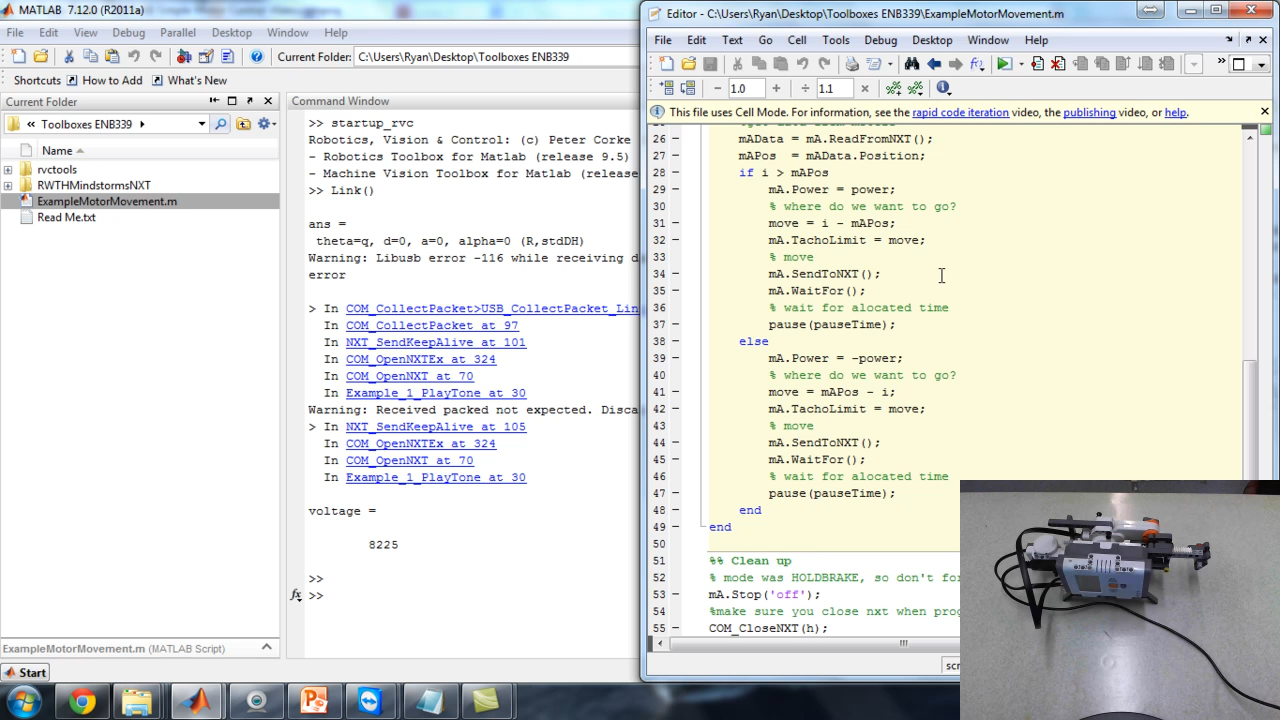 MATLAB 7.12.0 (R2011a)
File Edit View Debug Parallel Desktop Window Help
Current Folder: C:\Users\Ryan\Desktop\Toolboxes ENB339
Shortcuts How to Add What's New
Current Folder
Toolboxes ENB339
Name
rvctools
RWTHMindstormsNXT
ExampleMotorMovement.m
Read Me.txt
ExampleMotorMovement.m (MATLAB Script)
Start
Command Window
>> startup_rvc
Robotics, Vision & Control: (c) Peter Corke
- Robotics Toolbox for Matlab (release 9.5)
- Machine Vision Toolbox for Matlab (release
>> Link()
ans =
theta=q, d=0, a=0, alpha=0 (R,stdDH)
Warning: Libusb error -116 while receiving d
error
> In COM_CollectPacket>USB_CollectPacket_Lin
In COM_CollectPacket at 97
In NXT_SendKeepAlive at 101
In COM_OpenNXTEx at 324
In COM_OpenNXT at 70
In Example_1_PlayTone at 30
Warning: Received packed not expected. Disca
> In NXT_SendKeepAlive at 105
In COM_OpenNXTEx at 324
In COM_OpenNXT at 70
In Example_1_PlayTone at 30
voltage =
8225
>>
fx >>
Editor - C:\Users\Ryan\Desktop\Toolboxes ENB339\ExampleMotorMovement.m
File Edit Text Go Cell Tools Debug Desktop Window Help
1.0 1.1
This file uses Cell Mode. For information, see the rapid code iteration video, the publishing video, or help.
26 mAData = mA.ReadFromNXT();
27 mAPos = mAData.Position;
28 if i > mAPos
29 mA.Power = power;
30 % where do we want to go?
31 move = i - mAPos;
32 mA.TachoLimit = move;
33 % move
34 mA.SendToNXT();
35 mA.WaitFor();
36 % wait for alocated time
37 pause(pauseTime);
38 else
39 mA.Power = -power;
40 % where do we want to go?
41 move = mAPos - i;
42 mA.TachoLimit = move;
43 % move
44 mA.SendToNXT();
45 mA.WaitFor();
46 % wait for alocated time
47 pause(pauseTime);
48 end
49 end
50
51 %% Clean up
52 % mode was HOLDBRAKE, so don't for
53 mA.Stop('off');
54 %make sure you close nxt when prog
55 COM_CloseNXT(h);
scr